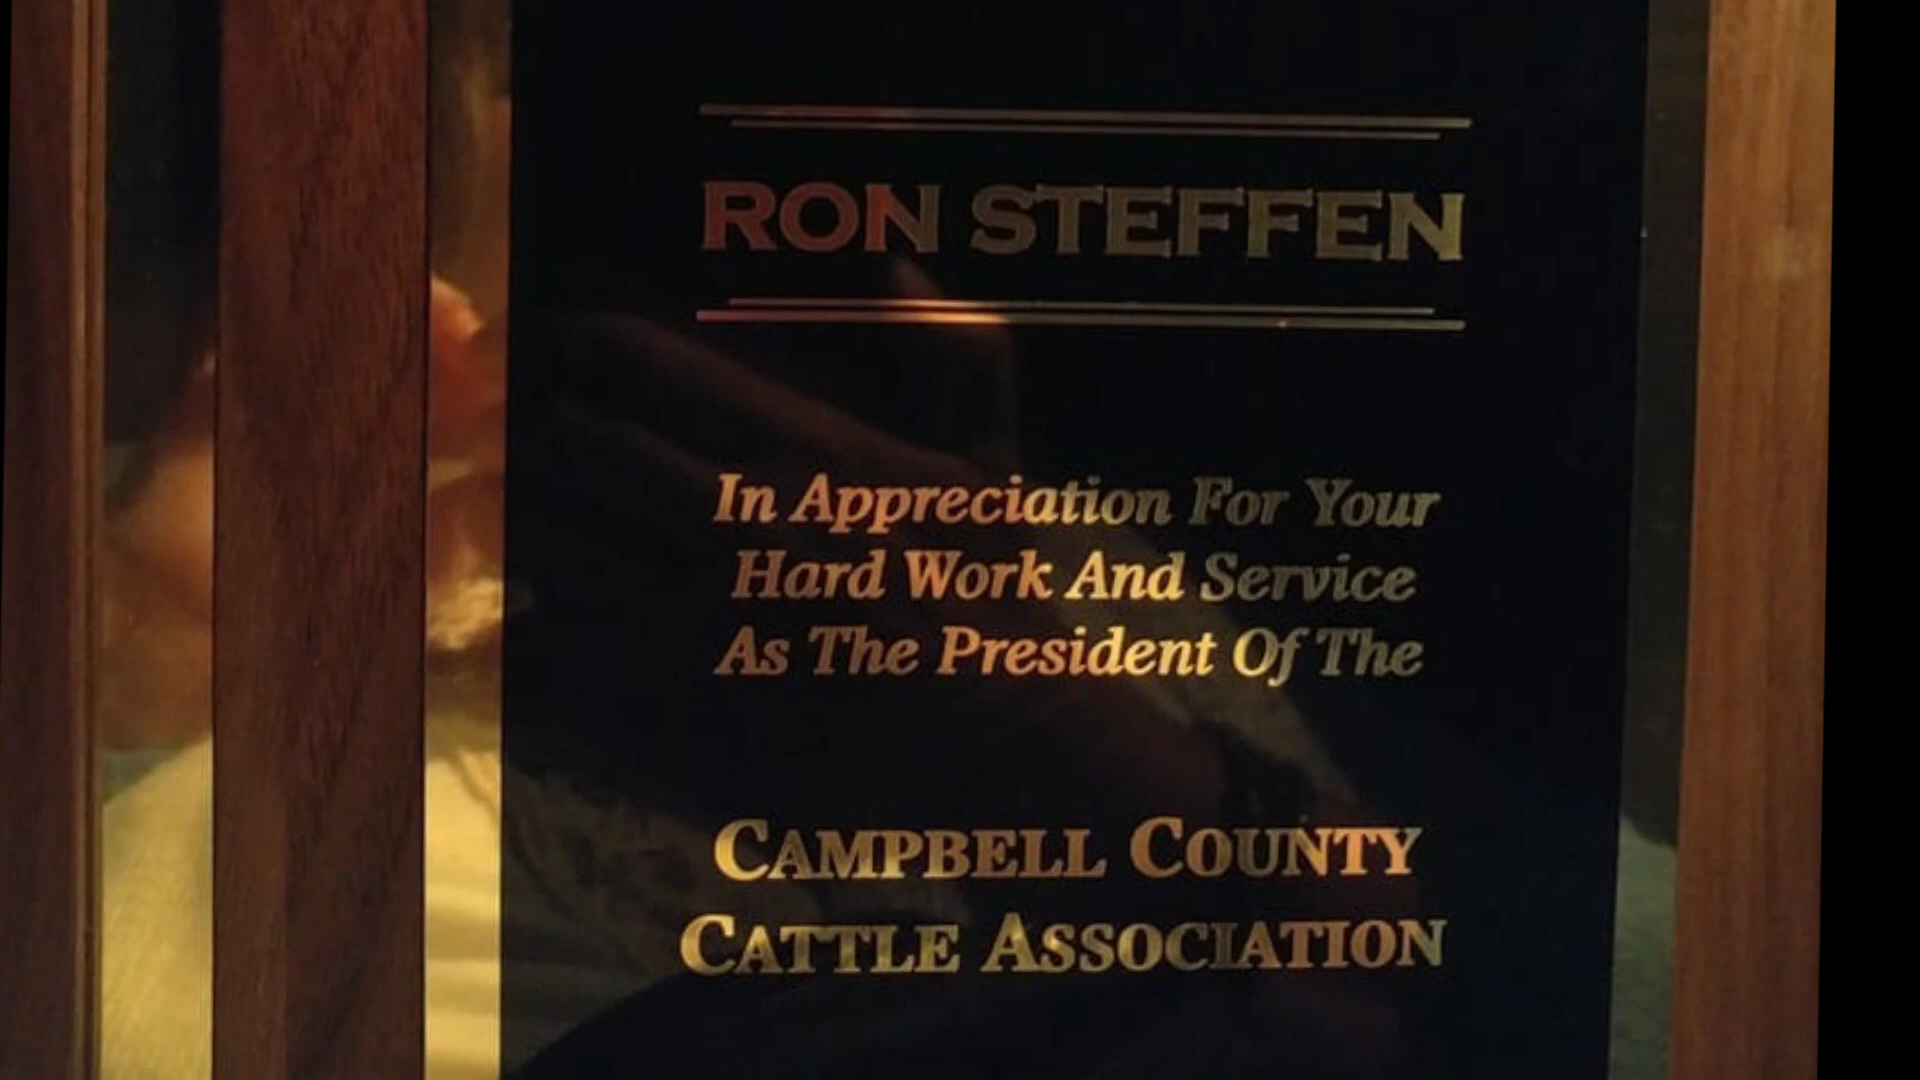 RON STEFFEN
In Appreciation For Your
Hard Work And Service
As The President Of The
CAMPBELL COUNTY
CATTLE ASSOCIATION